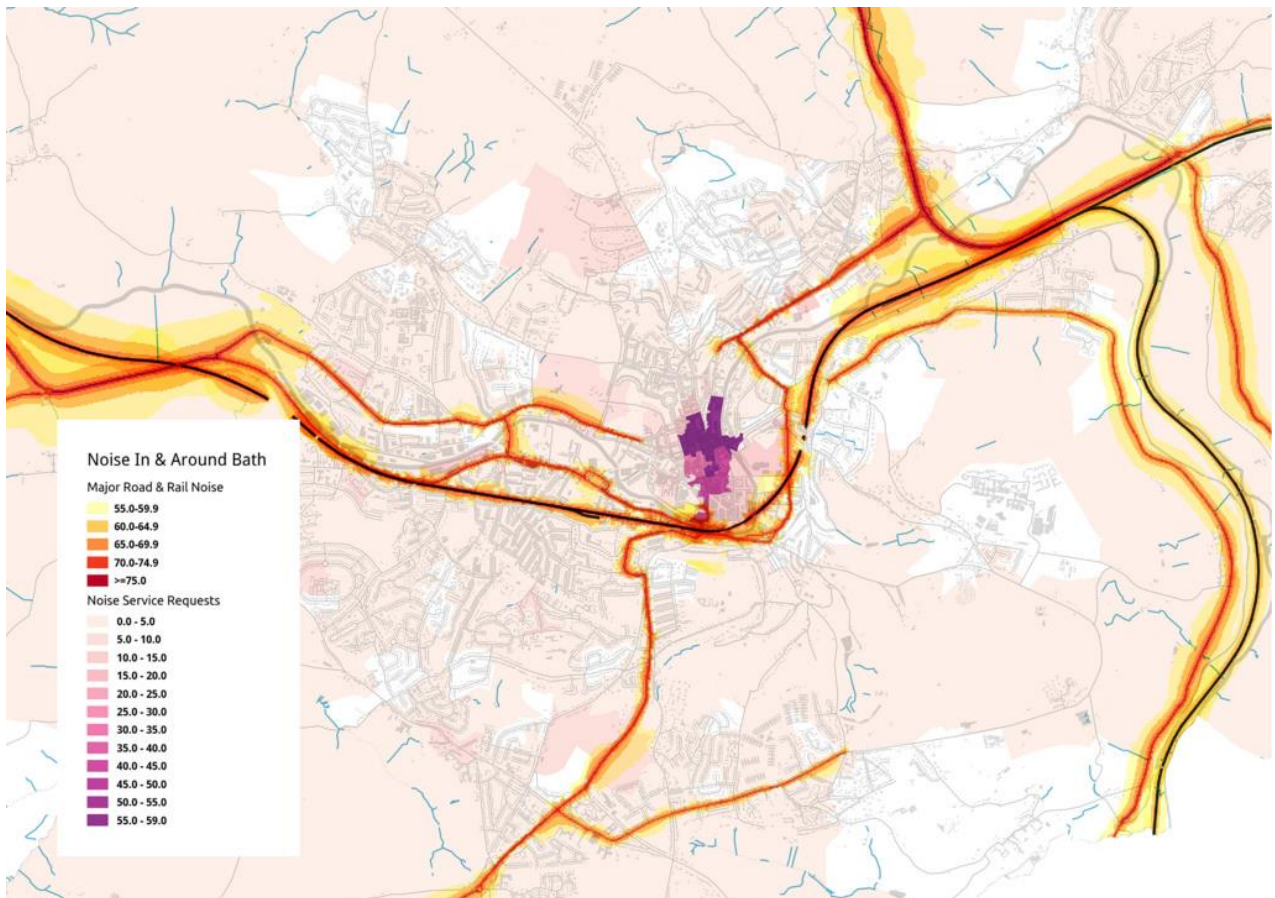 Noise In & Around Bath
Major Road & Rail Noise
55.0-59.9
60.0-64.9
65.0-69.9
70.0-74.9
>=75.0
Noise Service Requests
0.0 - 5.0
5.0 - 10.0
10.0 - 15.0
15.0 - 20.0
20.0 - 25.0
25.0 - 30.0
30.0 - 35.0
35.0 - 40.0
40.0 - 45.0
45.0 - 50.0
50.0 - 55.0
55.0 - 59.0